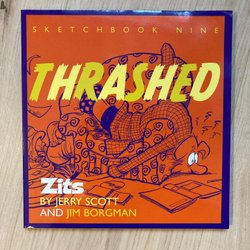 SKETCHBOOK NINE
THRASHED
Zits
BY JERRY SCOTT
AND JIM BORGMAN